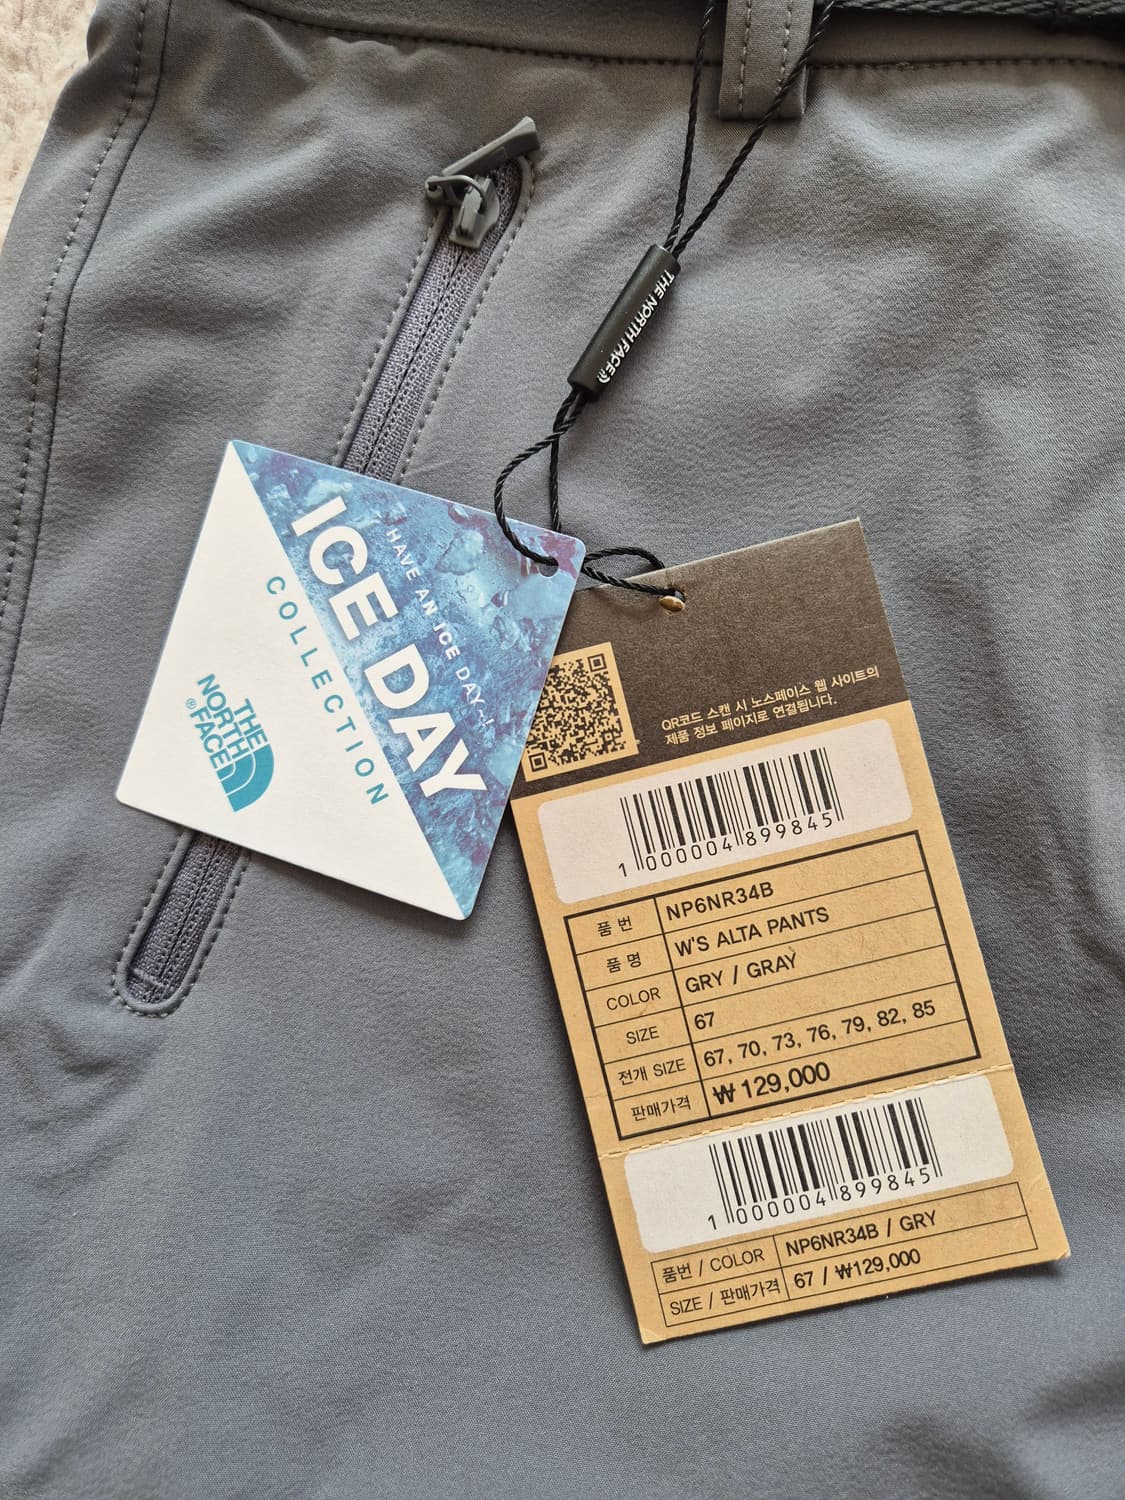 THE NORTH FACE
HAVE AN ICE DAY~!
ICE DAY
COLLECTION
THE
NORTH
FACE®
QR코드 스캔 시 노스페이스 웹 사이트의
제품 정보 페이지로 연결됩니다.
1 000004 899845
품 번 NP6NR34B
품 명 W'S ALTA PANTS
COLOR GRY / GRAY
SIZE 67
전개 SIZE 67, 70, 73, 76, 79, 82, 85
판매가격 ₩ 129,000
1 000004 899845
품번 / COLOR NP6NR34B / GRY
SIZE / 판매가격 67 / ₩129,000